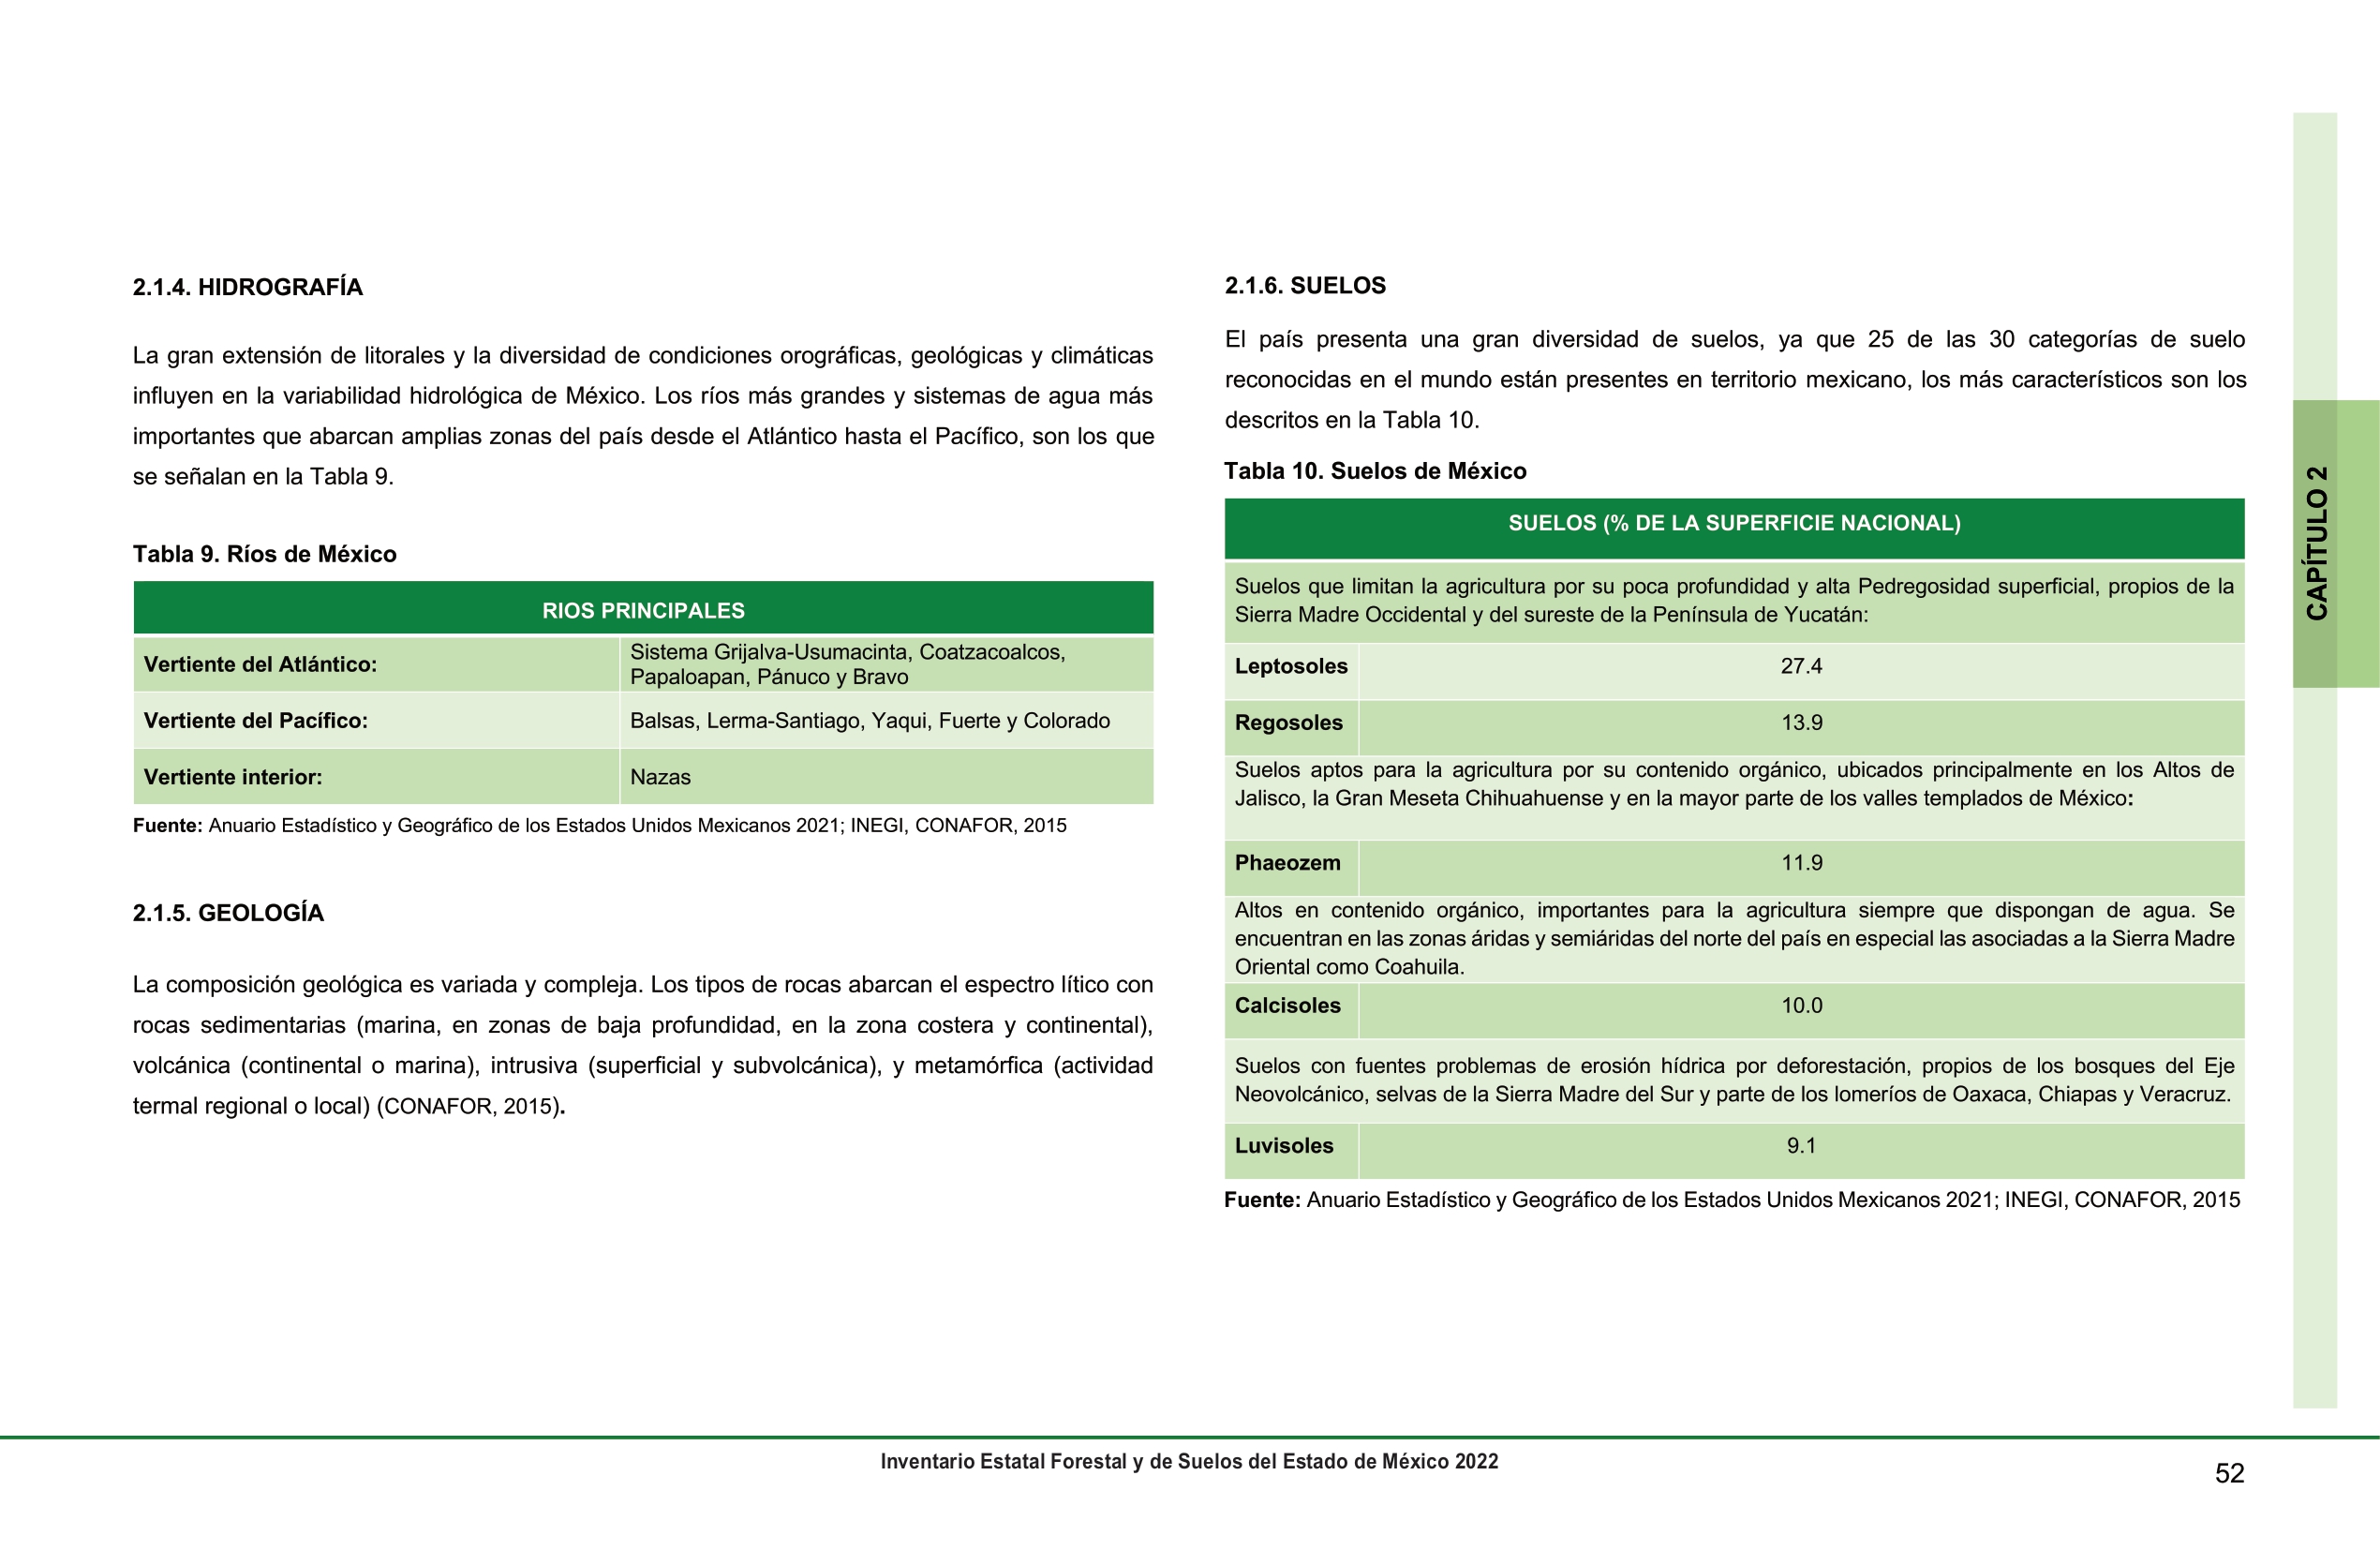 2.1.4. HIDROGRAFÍA
La gran extensión de litorales y la diversidad de condiciones orográficas, geológicas y climáticas
influyen en la variabilidad hidrológica de México. Los ríos más grandes y sistemas de agua más
importantes que abarcan amplias zonas del país desde el Atlántico hasta el Pacífico, son los que
se señalan en la Tabla 9.
Tabla 9. Ríos de México
RIOS PRINCIPALES
Vertiente del Atlántico:
Sistema Grijalva-Usumacinta, Coatzacoalcos,
Papaloapan, Pánuco y Bravo
Vertiente del Pacífico:
Balsas, Lerma-Santiago, Yaqui, Fuerte y Colorado
Vertiente interior:
Nazas
Fuente: Anuario Estadístico y Geográfico de los Estados Unidos Mexicanos 2021; INEGI, CONAFOR, 2015
2.1.5. GEOLOGÍA
La composición geológica es variada y compleja. Los tipos de rocas abarcan el espectro lítico con
rocas sedimentarias (marina, en zonas de baja profundidad, en la zona costera y continental),
volcánica (continental o marina), intrusiva (superficial y subvolcánica), y metamórfica (actividad
termal regional o local) (CONAFOR, 2015).
2.1.6. SUELOS
El país presenta una gran diversidad de suelos, ya que 25 de las 30 categorías de suelo
reconocidas en el mundo están presentes en territorio mexicano, los más característicos son los
descritos en la Tabla 10.
Tabla 10. Suelos de México
SUELOS (% DE LA SUPERFICIE NACIONAL)
Suelos que limitan la agricultura por su poca profundidad y alta Pedregosidad superficial, propios de la
Sierra Madre Occidental y del sureste de la Península de Yucatán:
Leptosoles 27.4
Regosoles 13.9
Suelos aptos para la agricultura por su contenido orgánico, ubicados principalmente en los Altos de
Jalisco, la Gran Meseta Chihuahuense y en la mayor parte de los valles templados de México:
Phaeozem 11.9
Altos en contenido orgánico, importantes para la agricultura siempre que dispongan de agua. Se
encuentran en las zonas áridas y semiáridas del norte del país en especial las asociadas a la Sierra Madre
Oriental como Coahuila.
Calcisoles 10.0
Suelos con fuentes problemas de erosión hídrica por deforestación, propios de los bosques del Eje
Neovolcánico, selvas de la Sierra Madre del Sur y parte de los lomeríos de Oaxaca, Chiapas y Veracruz.
Luvisoles 9.1
Fuente: Anuario Estadístico y Geográfico de los Estados Unidos Mexicanos 2021; INEGI, CONAFOR, 2015
CAPÍTULO 2
Inventario Estatal Forestal y de Suelos del Estado de México 2022
52